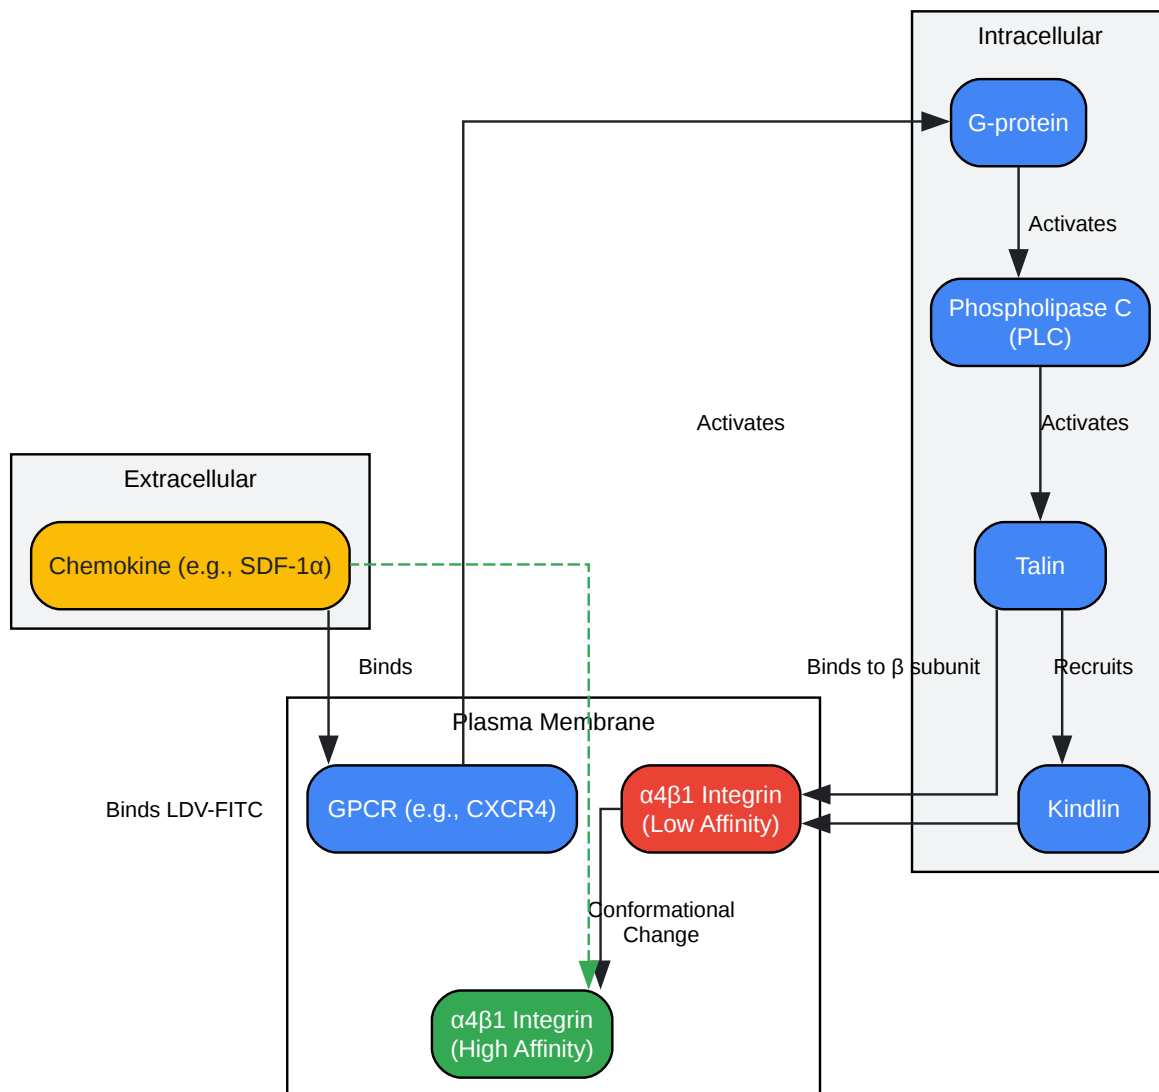 Intracellular
G-protein
Activates
Phospholipase C
(PLC)
Activates
Activates
Extracellular
Chemokine (e.g., SDF-1α)
Talin
Binds
Binds to β subunit
Recruits
Plasma Membrane
Binds LDV-FITC
GPCR (e.g., CXCR4)
α4β1 Integrin
(Low Affinity)
Kindlin
Conformational
Change
α4β1 Integrin
(High Affinity)